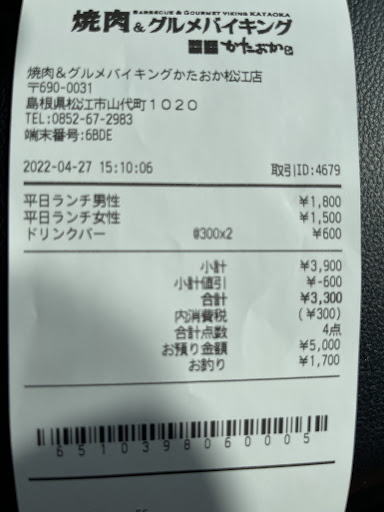 BARBECUE & GOURMET VIKING KATAOKA
焼肉&グルメバイキング
かたおか
焼肉&グルメバイキングかたおか松江店
〒690-0031
島根県松江市山代町1020
TEL:0852-67-2983
端末番号:6BDE
2022-04-27 15:10:06 取引ID:4679
平日ランチ男性 ¥1,800
平日ランチ女性 ¥1,500
ドリンクバー @300x2 ¥600
小計 ¥3,900
小計値引 ¥-600
合計 ¥3,300
内消費税 (¥300)
合計点数 4点
お預り金額 ¥5,000
お釣り ¥1,700
6510398060005